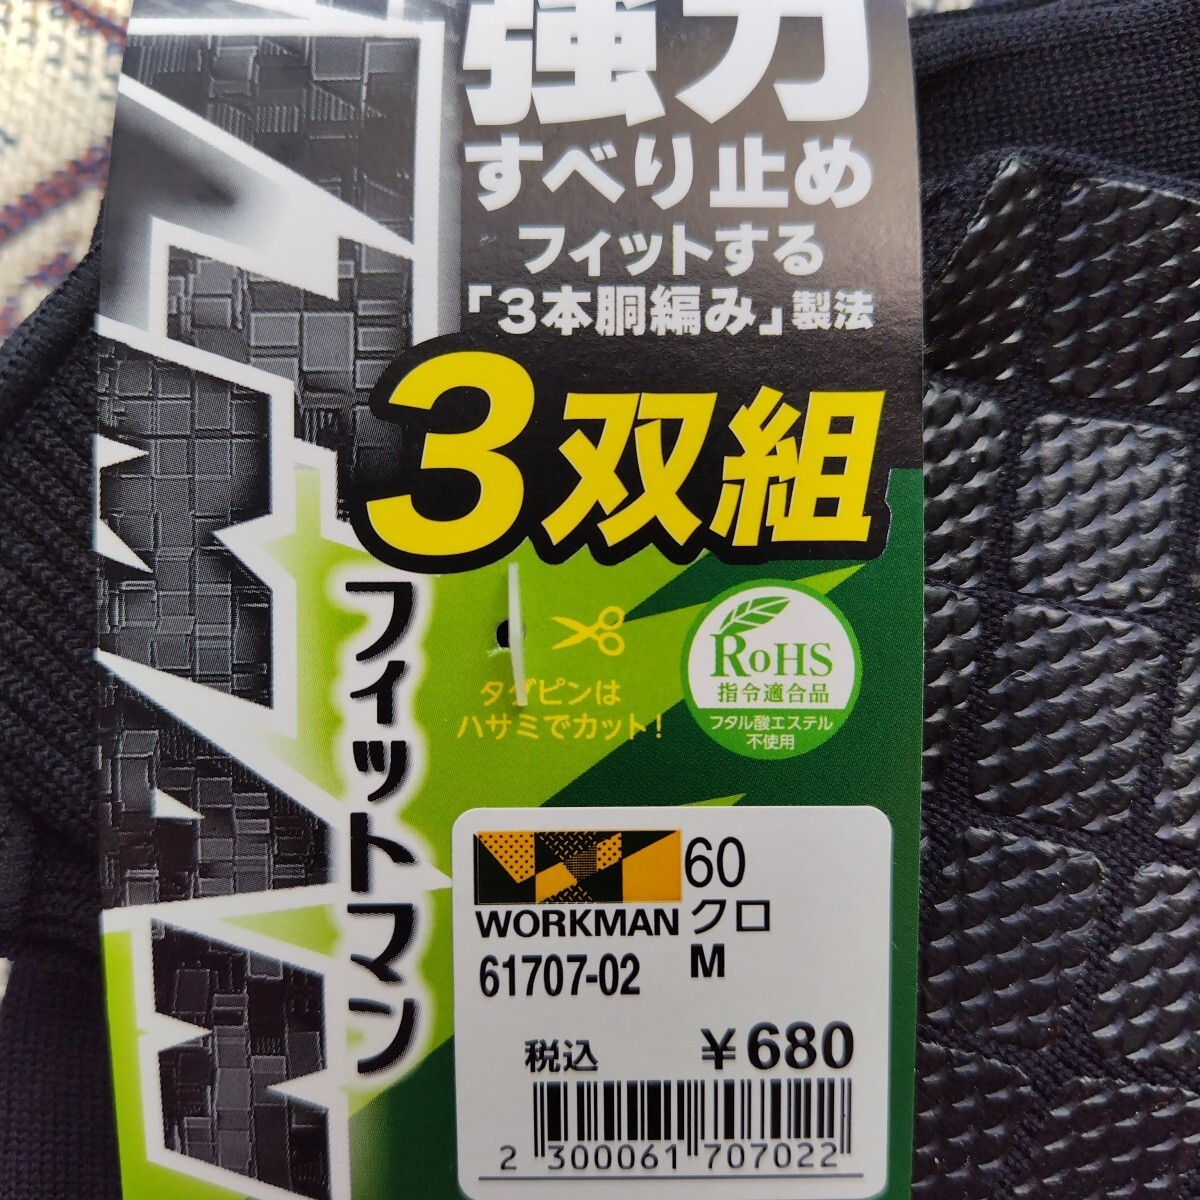 強力
すべり止め
フィットする
「3本胴編み」製法
3双組
フィットマン
タグピンは
ハサミでカット!
RoHS
指令適合品
フタル酸エステル
不使用
WORKMAN
61707-02
60
クロ
M
税込 ¥680
2 300061 707022